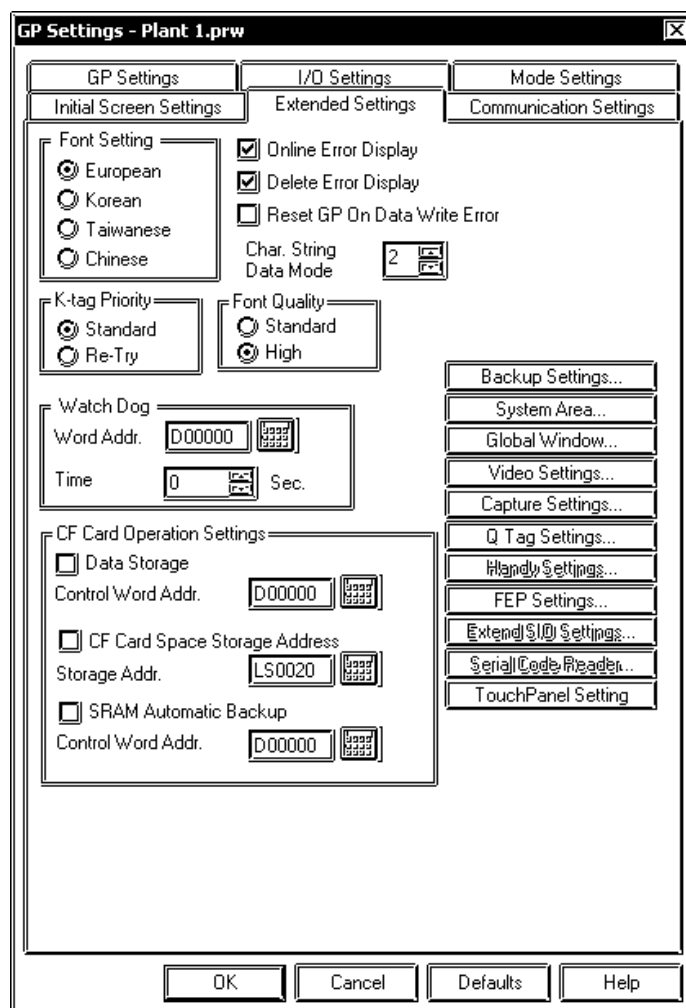 GP Settings - Plant 1.prw
GP Settings
I/O Settings
Mode Settings
Initial Screen Settings
Extended Settings
Communication Settings
Font Setting
European
Korean
Taiwanese
Chinese
Online Error Display
Delete Error Display
Reset GP On Data Write Error
Char. String
Data Mode
2
K-tag Priority
Standard
Re-Try
Font Quality
Standard
High
Watch Dog
Word Addr.
D00000
Time
0
Sec.
CF Card Operation Settings
Data Storage
Control Word Addr.
D00000
CF Card Space Storage Address
Storage Addr.
LS0020
SRAM Automatic Backup
Control Word Addr.
D00000
Backup Settings...
System Area...
Global Window...
Video Settings...
Capture Settings...
Q Tag Settings...
Handy Settings...
FEP Settings...
Extend SIO Settings...
Serial Code Reader...
TouchPanel Setting
OK
Cancel
Defaults
Help